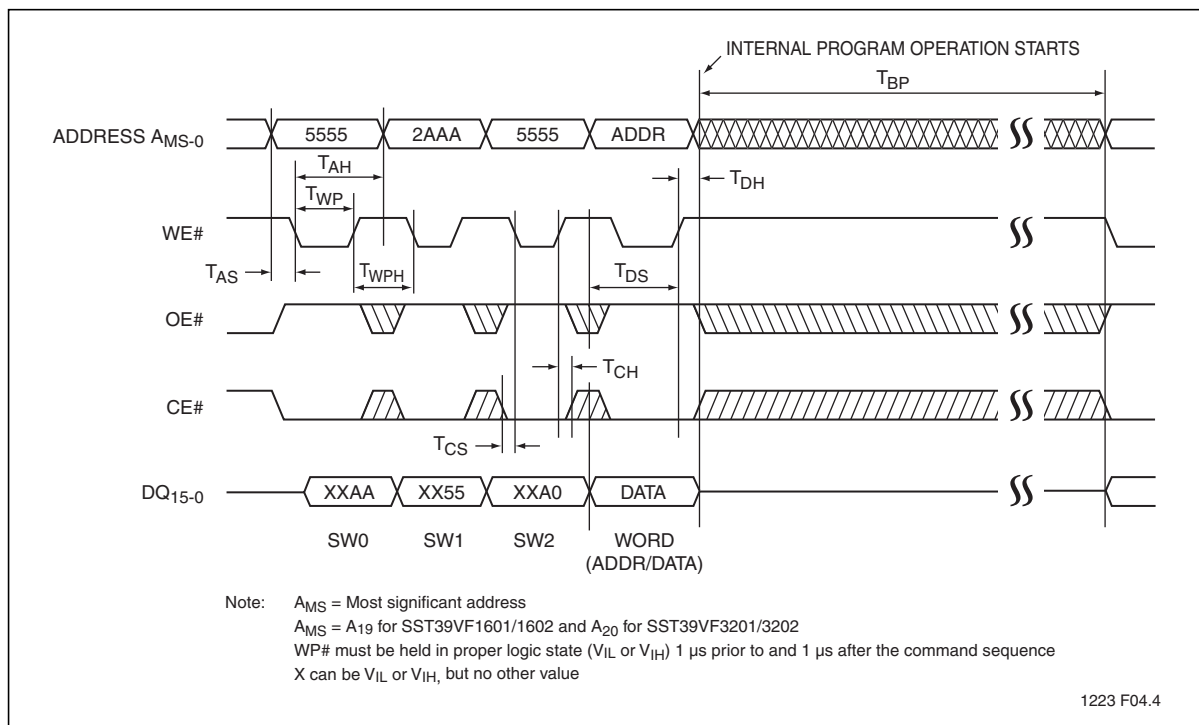 INTERNAL PROGRAM OPERATION STARTS
TBP
ADDRESS AMS-0
5555
2AAA
5555
ADDR
TAH
TDH
TWP
WE#
TAS
TWPH
TDS
OE#
TCH
CE#
TCS
DQ15-0
XXAA
XX55
XXA0
DATA
SW0
SW1
SW2
WORD
(ADDR/DATA)
Note:
AMS = Most significant address
AMS = A19 for SST39VF1601/1602 and A20 for SST39VF3201/3202
WP# must be held in proper logic state (VIL or VIH) 1 µs prior to and 1 µs after the command sequence
X can be VIL or VIH, but no other value
1223 F04.4